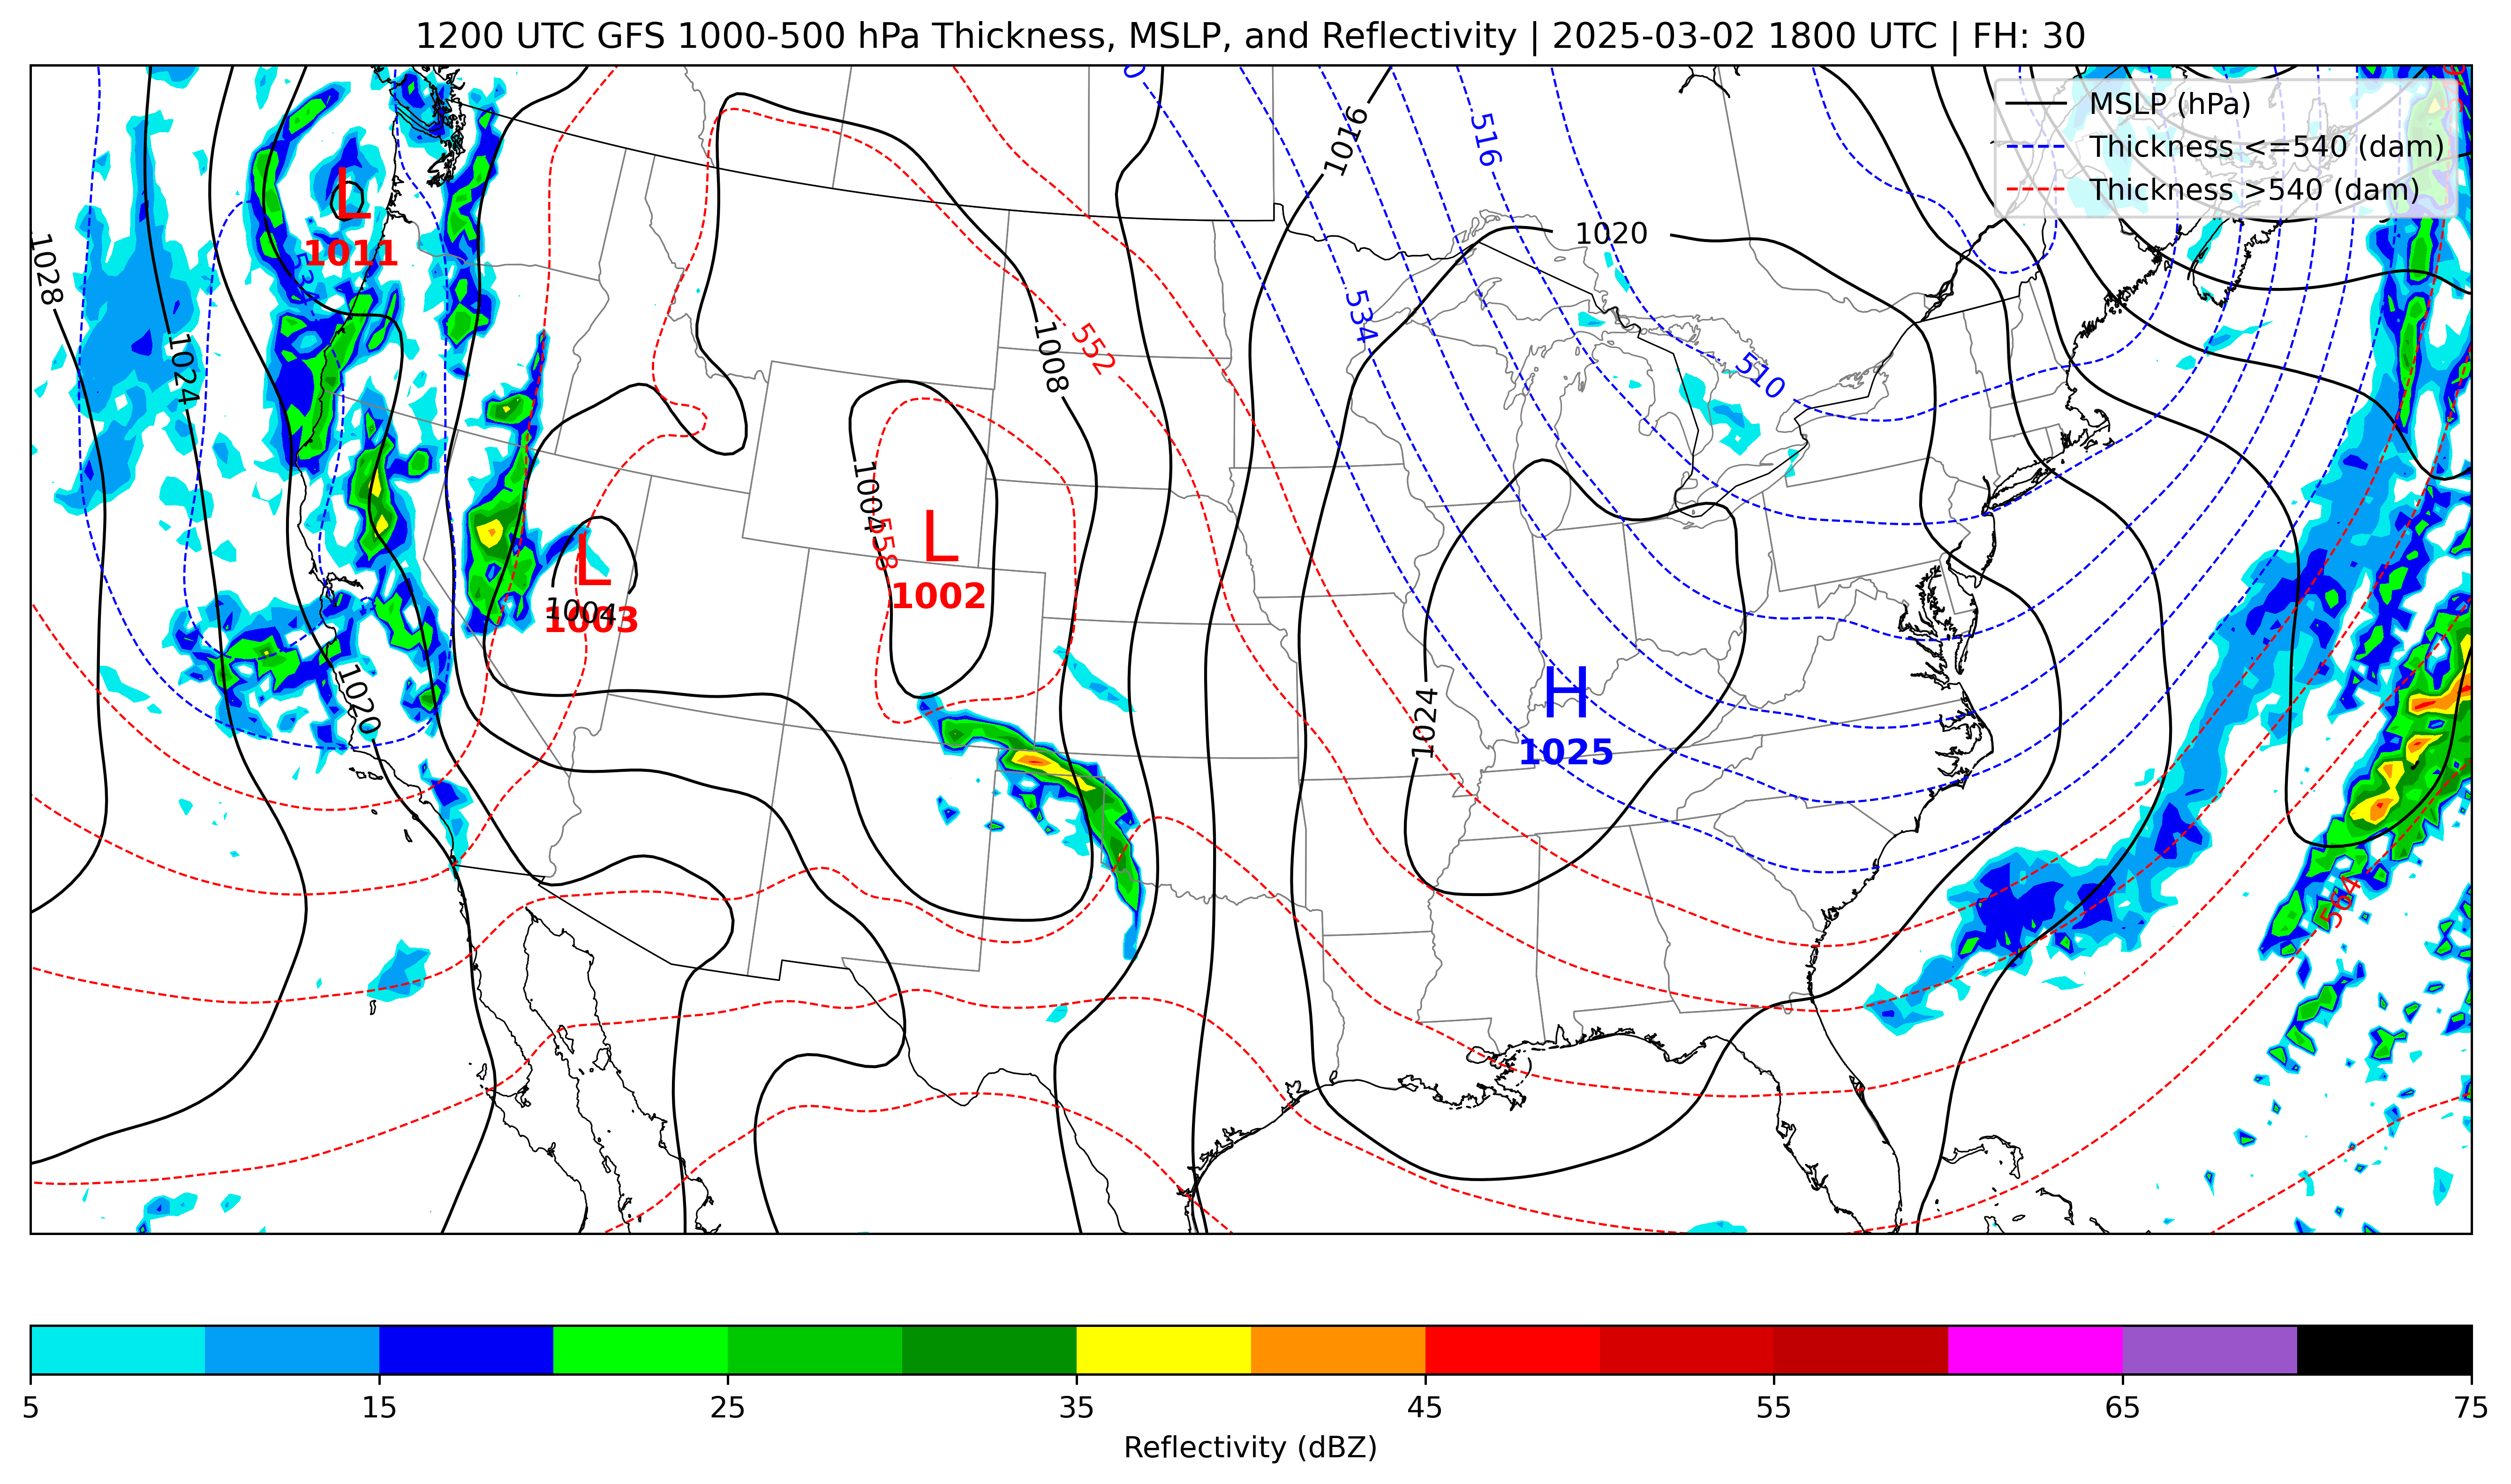 1200 UTC GFS 1000-500 hPa Thickness, MSLP, and Reflectivity | 2025-03-02 1800 UTC | FH: 30
MSLP (hPa)
Thickness <=540 (dam)
Thickness >540 (dam)
1016
516
1020
L
1011
1028
1024
534
552
1008
510
1004
558
L
1002
L
1004
1003
H
1025
1024
1020
564
5 15 25 35 45 55 65 75
Reflectivity (dBZ)